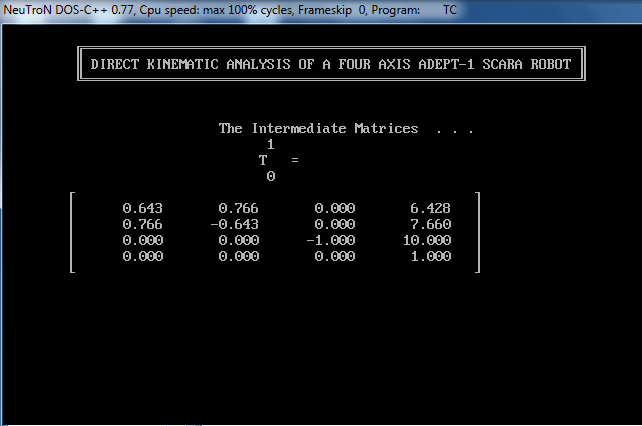 NeuTroN DOS-C++ 0.77, Cpu speed: max 100% cycles, Frameskip 0, Program: TC
DIRECT KINEMATIC ANALYSIS OF A FOUR AXIS ADEPT-1 SCARA ROBOT
The Intermediate Matrices . . .
1
T =
0
0.643 0.766 0.000 6.428
0.766 -0.643 0.000 7.660
0.000 0.000 -1.000 10.000
0.000 0.000 0.000 1.000